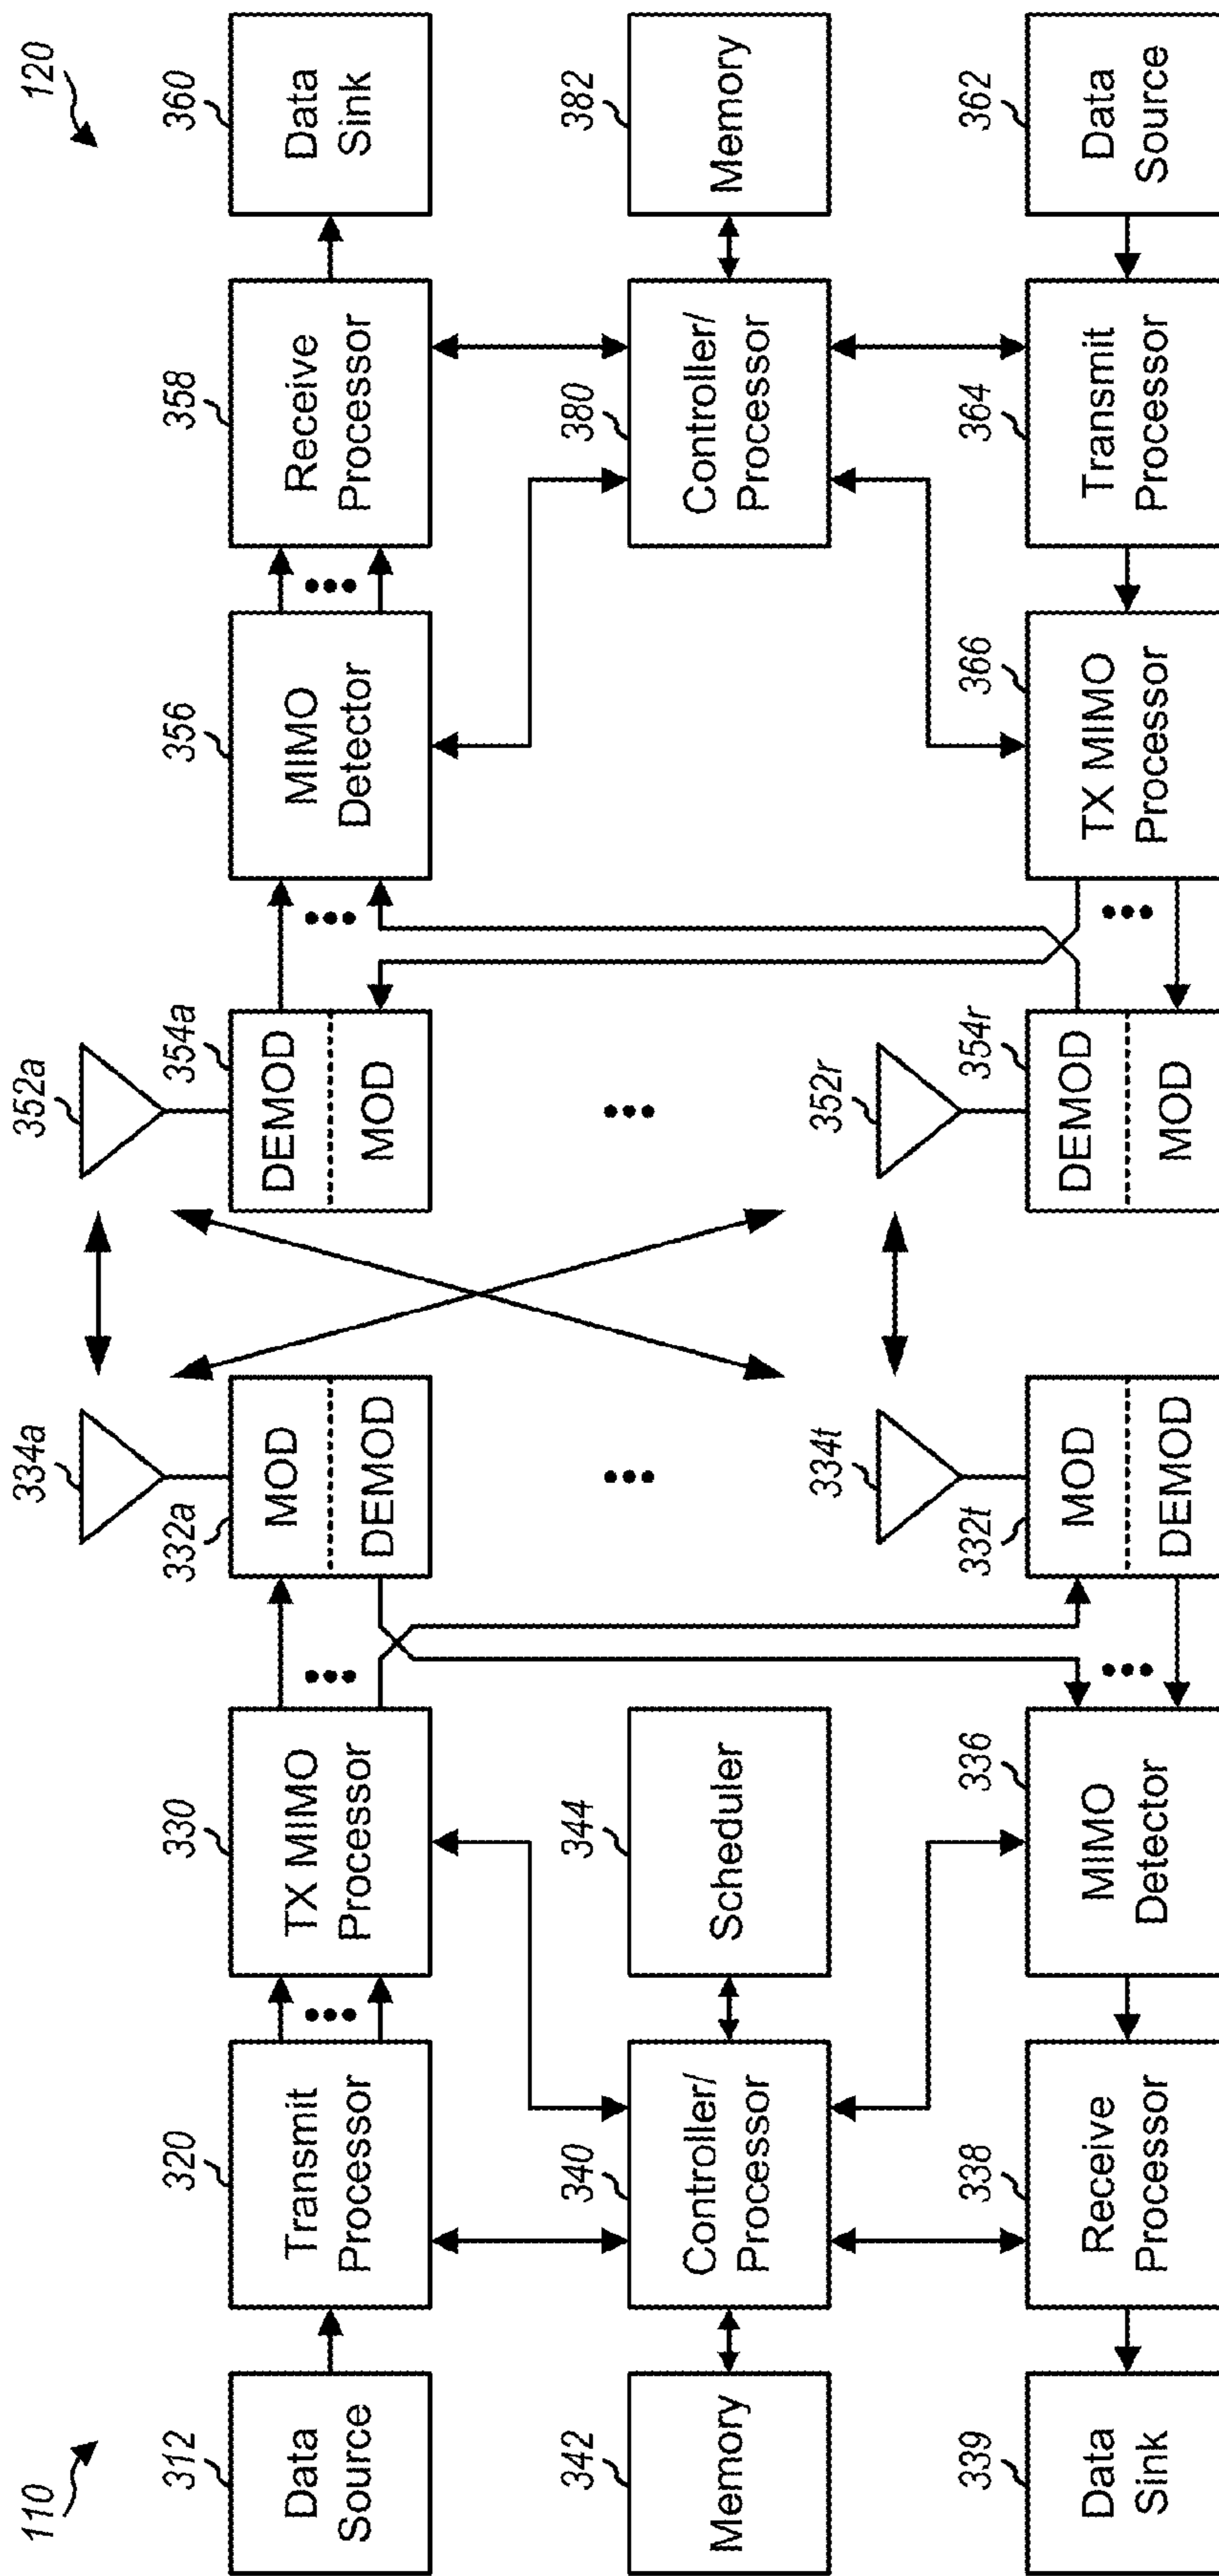 110
120
312
Data
Source
320
Transmit
Processor
330
TX MIMO
Processor
332a
MOD
DEMOD
334a
352a
354a
DEMOD
MOD
356
MIMO
Detector
358
Receive
Processor
360
Data
Sink
342
Memory
340
Controller/
Processor
344
Scheduler
380
Controller/
Processor
382
Memory
339
Data
Sink
338
Receive
Processor
336
MIMO
Detector
332t
MOD
DEMOD
334t
352r
354r
DEMOD
MOD
366
TX MIMO
Processor
364
Transmit
Processor
362
Data
Source